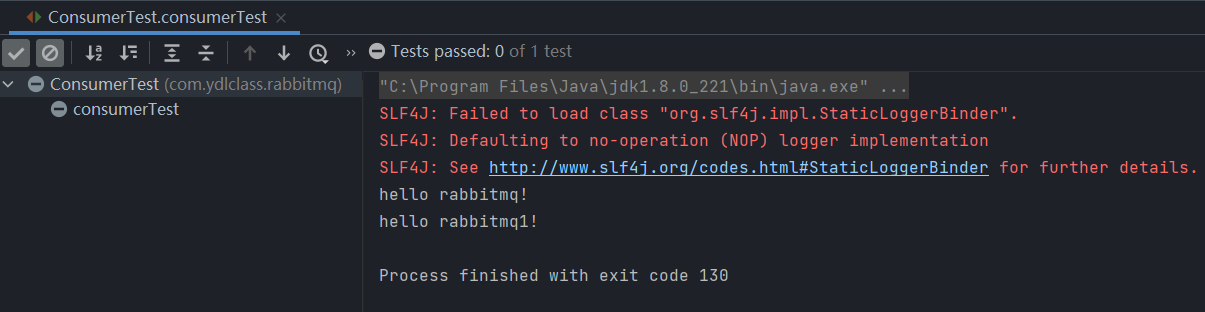 ConsumerTest.consumerTest ×
Tests passed: 0 of 1 test
ConsumerTest (com.ydlclass.rabbitmq)
consumerTest
"C:\Program Files\Java\jdk1.8.0_221\bin\java.exe" ...
SLF4J: Failed to load class "org.slf4j.impl.StaticLoggerBinder".
SLF4J: Defaulting to no-operation (NOP) logger implementation
SLF4J: See http://www.slf4j.org/codes.html#StaticLoggerBinder for further details.
hello rabbitmq!
hello rabbitmq1!
Process finished with exit code 130